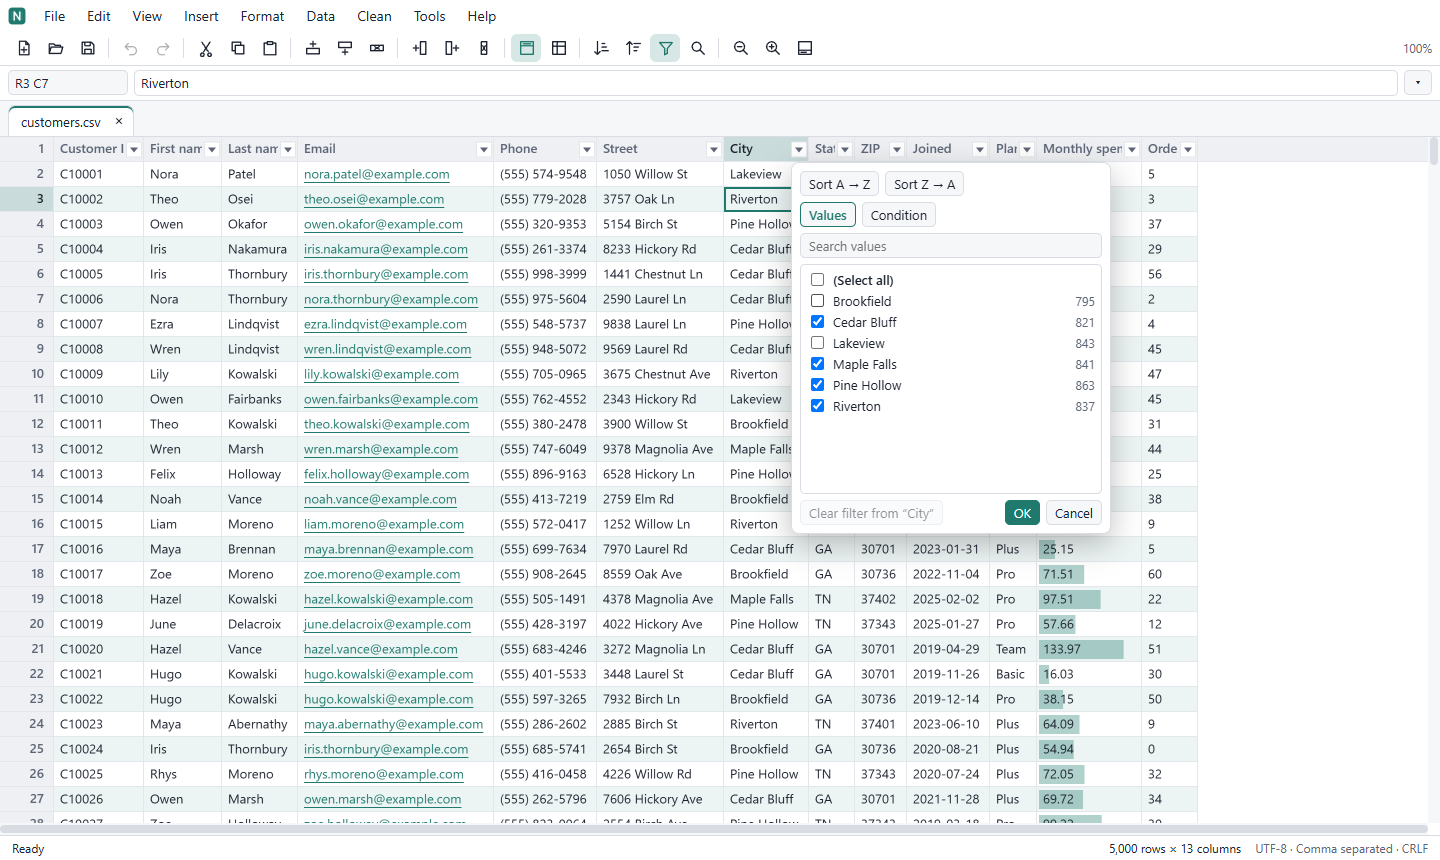 N File Edit View Insert Format Data Clean Tools Help
100%
R3 C7 Riverton
customers.csv ×
1 Customer I First nam Last nam Email Phone Street City Stat ZIP Joined Plan Monthly spen Orde
2 C10001 Nora Patel nora.patel@example.com (555) 574-9548 1050 Willow St Lakeview 5
3 C10002 Theo Osei theo.osei@example.com (555) 779-2028 3757 Oak Ln Riverton 3
4 C10003 Owen Okafor owen.okafor@example.com (555) 320-9353 5154 Birch St Pine Hollow 37
5 C10004 Iris Nakamura iris.nakamura@example.com (555) 261-3374 8233 Hickory Rd Cedar Bluff 29
6 C10005 Iris Thornbury iris.thornbury@example.com (555) 998-3999 1441 Chestnut Ln Cedar Bluff 56
7 C10006 Nora Thornbury nora.thornbury@example.com (555) 975-5604 2590 Laurel Ln Cedar Bluff 2
8 C10007 Ezra Lindqvist ezra.lindqvist@example.com (555) 548-5737 9838 Laurel Ln Pine Hollow 4
9 C10008 Wren Lindqvist wren.lindqvist@example.com (555) 948-5072 9569 Laurel Rd Cedar Bluff 45
10 C10009 Lily Kowalski lily.kowalski@example.com (555) 705-0965 3675 Chestnut Ave Riverton 47
11 C10010 Owen Fairbanks owen.fairbanks@example.com (555) 762-4552 2343 Hickory Rd Lakeview 45
12 C10011 Theo Kowalski theo.kowalski@example.com (555) 380-2478 3900 Willow St Brookfield 31
13 C10012 Wren Marsh wren.marsh@example.com (555) 747-6049 9378 Magnolia Ave Maple Falls 44
14 C10013 Felix Holloway felix.holloway@example.com (555) 896-9163 6528 Hickory Ln Pine Hollow 25
15 C10014 Noah Vance noah.vance@example.com (555) 413-7219 2759 Elm Rd Brookfield 38
16 C10015 Liam Moreno liam.moreno@example.com (555) 572-0417 1252 Willow Ln Riverton 9
17 C10016 Maya Brennan maya.brennan@example.com (555) 699-7634 7970 Laurel Rd Cedar Bluff GA 30701 2023-01-31 Plus 25.15 5
18 C10017 Zoe Moreno zoe.moreno@example.com (555) 908-2645 8559 Oak Ave Brookfield GA 30736 2022-11-04 Pro 71.51 60
19 C10018 Hazel Kowalski hazel.kowalski@example.com (555) 505-1491 4378 Magnolia Ave Maple Falls TN 37402 2025-02-02 Pro 97.51 22
20 C10019 June Delacroix june.delacroix@example.com (555) 428-3197 4022 Hickory Ave Pine Hollow TN 37343 2025-01-27 Pro 57.66 12
21 C10020 Hazel Vance hazel.vance@example.com (555) 683-4246 3272 Magnolia Ln Cedar Bluff GA 30701 2019-04-29 Team 133.97 51
22 C10021 Hugo Kowalski hugo.kowalski@example.com (555) 401-5533 3448 Laurel St Cedar Bluff GA 30701 2019-11-26 Basic 16.03 30
23 C10022 Hugo Kowalski hugo.kowalski@example.com (555) 597-3265 7932 Birch Ln Brookfield GA 30736 2019-12-14 Pro 38.15 50
24 C10023 Maya Abernathy maya.abernathy@example.com (555) 286-2602 2885 Birch St Riverton TN 37401 2023-06-10 Plus 64.09 9
25 C10024 Iris Thornbury iris.thornbury@example.com (555) 685-5741 2654 Birch St Brookfield GA 30736 2020-08-21 Plus 54.94 0
26 C10025 Rhys Moreno rhys.moreno@example.com (555) 416-0458 4226 Willow Rd Pine Hollow TN 37343 2020-07-24 Plus 72.05 32
27 C10026 Owen Marsh owen.marsh@example.com (555) 262-5796 7606 Hickory Ave Cedar Bluff GA 30701 2021-11-28 Plus 69.72 34
Sort A → Z Sort Z → A
Values Condition
Search values
(Select all)
Brookfield 795
Cedar Bluff 821
Lakeview 843
Maple Falls 841
Pine Hollow 863
Riverton 837
Clear filter from “City” OK Cancel
Ready 5,000 rows × 13 columns UTF-8 · Comma separated · CRLF